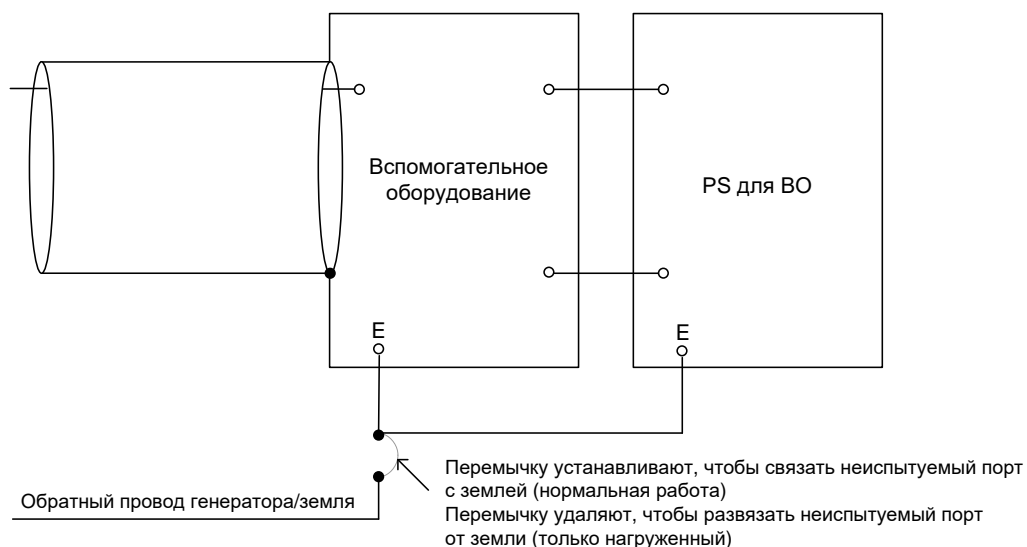 Вспомогательное
оборудование
PS для ВО
E
E
Перемычку устанавливают, чтобы связать неиспытуемый порт
с землей (нормальная работа)
Перемычку удаляют, чтобы развязать неиспытуемый порт
от земли (только нагруженный)
Обратный провод генератора/земля